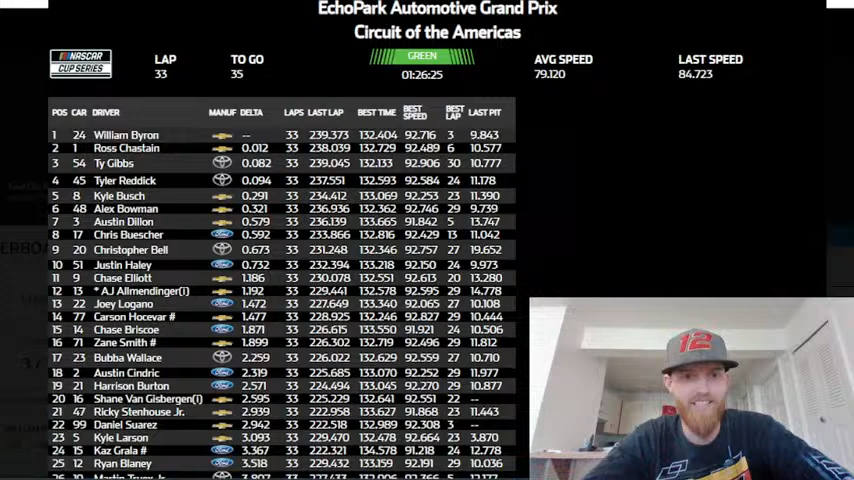 EchoPark Automotive Grand Prix
Circuit of the Americas
NASCAR CUP SERIES
LAP TO GO GREEN AVG SPEED LAST SPEED
33 35 01:26:25 79.120 84.723
POS CAR DRIVER MANUF DELTA LAPS LAST LAP BEST TIME BEST SPEED BEST LAP LAST PIT
1 24 William Byron -- 33 239.373 132.404 92.716 3 9.843
2 1 Ross Chastain 0.012 33 238.039 132.729 92.489 6 10.577
3 54 Ty Gibbs 0.082 33 239.045 132.133 92.906 30 10.777
4 45 Tyler Reddick 0.094 33 237.551 132.593 92.584 24 11.178
5 8 Kyle Busch 0.291 33 234.412 133.069 92.253 23 11.390
6 48 Alex Bowman 0.321 33 236.936 132.362 92.746 29 9.739
7 3 Austin Dillon 0.579 33 236.139 133.665 91.842 5 13.747
8 17 Chris Buescher Ford 0.592 33 233.866 132.816 92.429 13 11.042
9 20 Christopher Bell 0.673 33 231.248 132.346 92.757 27 19.652
10 51 Justin Haley Ford 0.732 33 232.394 133.218 92.150 24 9.973
11 9 Chase Elliott 1.186 33 230.078 132.551 92.613 20 13.280
12 13 * AJ Allmendinger(i) 1.192 33 229.441 132.578 92.595 29 14.778
13 22 Joey Logano Ford 1.472 33 227.649 133.340 92.065 27 10.108
14 77 Carson Hocevar # 1.477 33 228.925 132.246 92.827 29 10.444
15 14 Chase Briscoe Ford 1.871 33 226.615 133.550 91.921 24 10.506
16 71 Zane Smith # 1.899 33 226.302 132.719 92.496 29 11.812
17 23 Bubba Wallace 2.259 33 226.022 132.629 92.559 27 10.710
18 2 Austin Cindric Ford 2.319 33 225.685 133.070 92.252 29 11.977
19 21 Harrison Burton Ford 2.571 33 224.494 133.045 92.270 29 10.877
20 16 Shane Van Gisbergen(i) 2.595 33 225.229 132.641 92.551 22 --
21 47 Ricky Stenhouse Jr. 2.939 33 222.958 133.627 91.868 23 11.443
22 99 Daniel Suarez 2.942 33 222.518 132.989 92.308 3 --
23 5 Kyle Larson 3.093 33 229.470 132.478 92.664 23 3.870
24 15 Kaz Grala # Ford 3.367 33 222.321 134.578 91.218 24 12.778
25 12 Ryan Blaney Ford 3.518 33 229.432 133.159 92.191 29 10.036
12